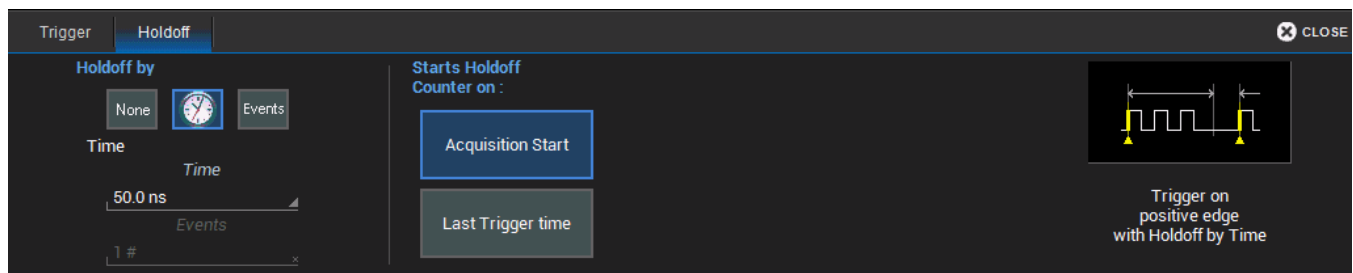 Trigger
Holdoff
CLOSE
Holdoff by
None
Events
Time
Time
50.0 ns
Events
1 #
Starts Holdoff
Counter on :
Acquisition Start
Last Trigger time
Trigger on
positive edge
with Holdoff by Time